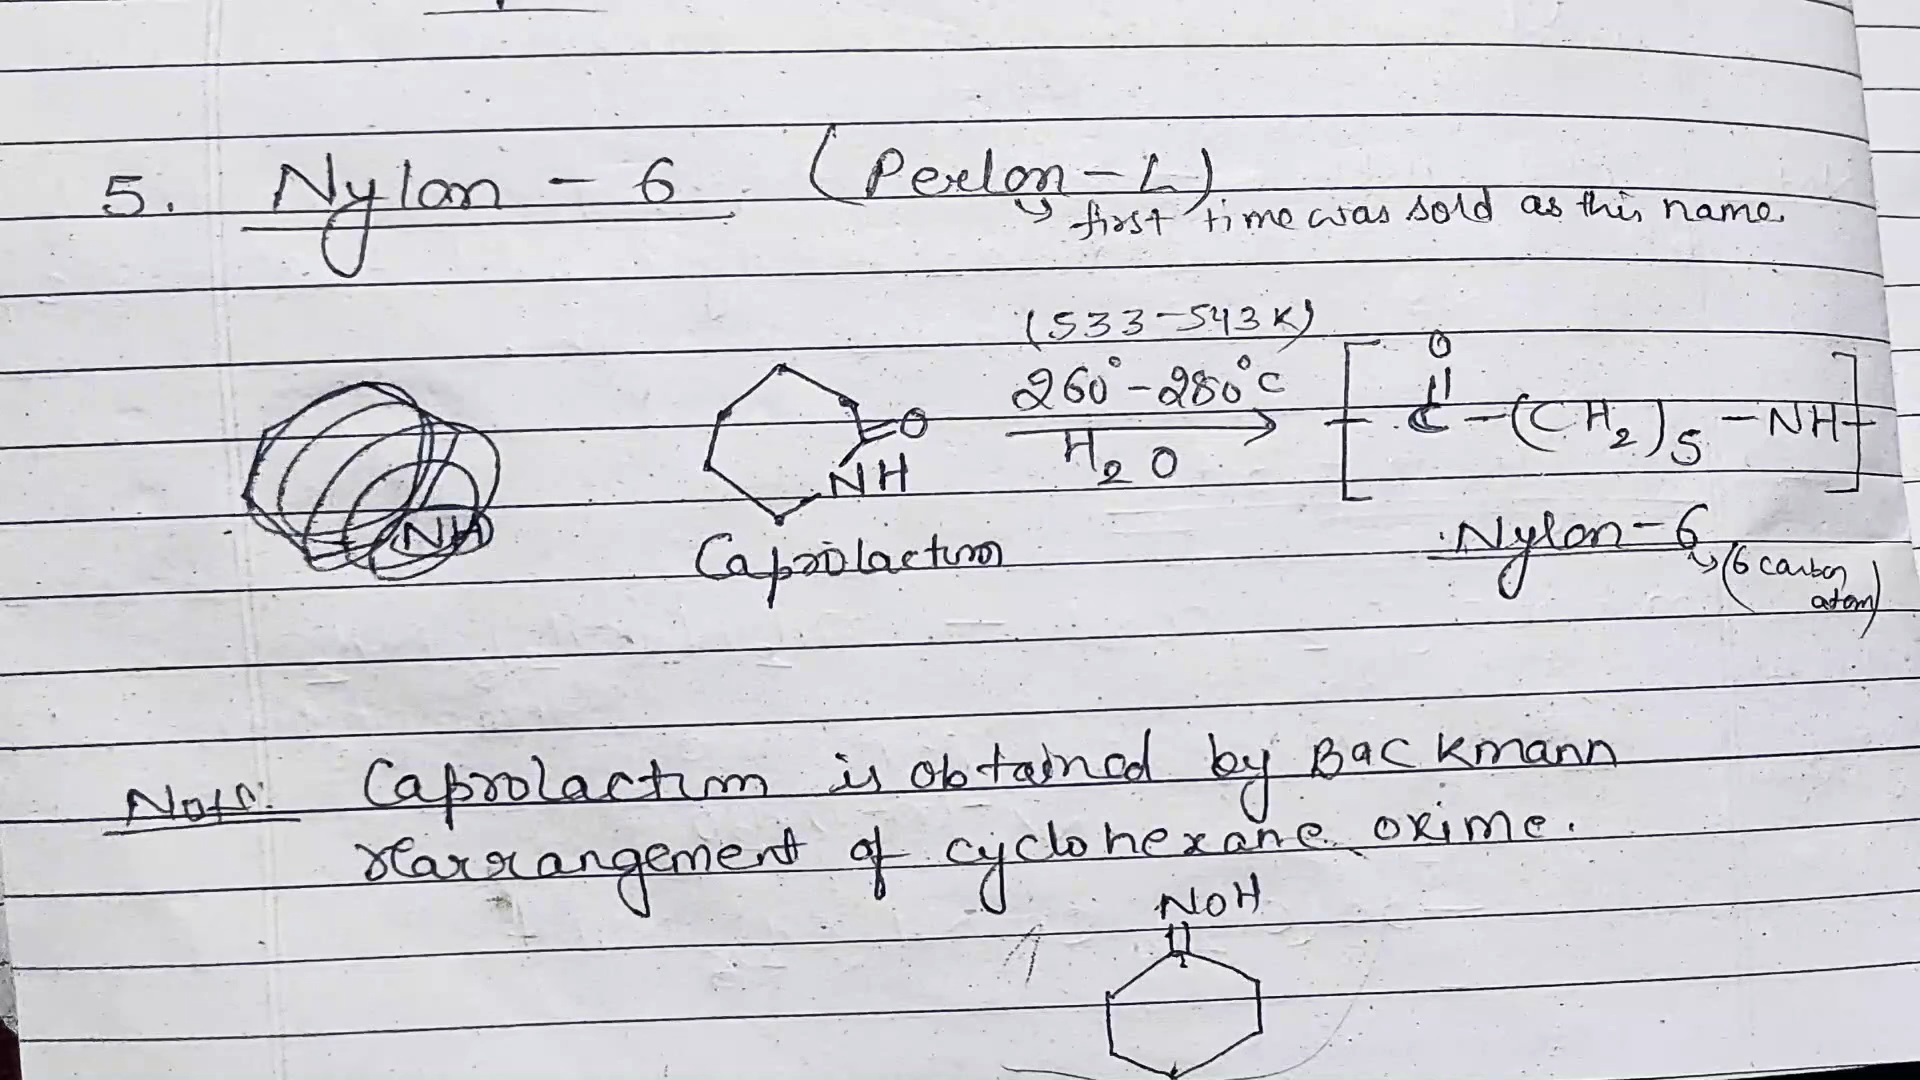 5. Nylon - 6 (Perlon - L)
first time was sold as this name.
(533-543 K)
260° - 280°C
H₂O
O
NH
Caprolactum
O
[-C-(CH₂)₅-NH-]
Nylon-6
(6 carbon
atom)
NH
Note: Caprolactum is obtained by Backmann
rearrangement of cyclohexane oxime.
NOH